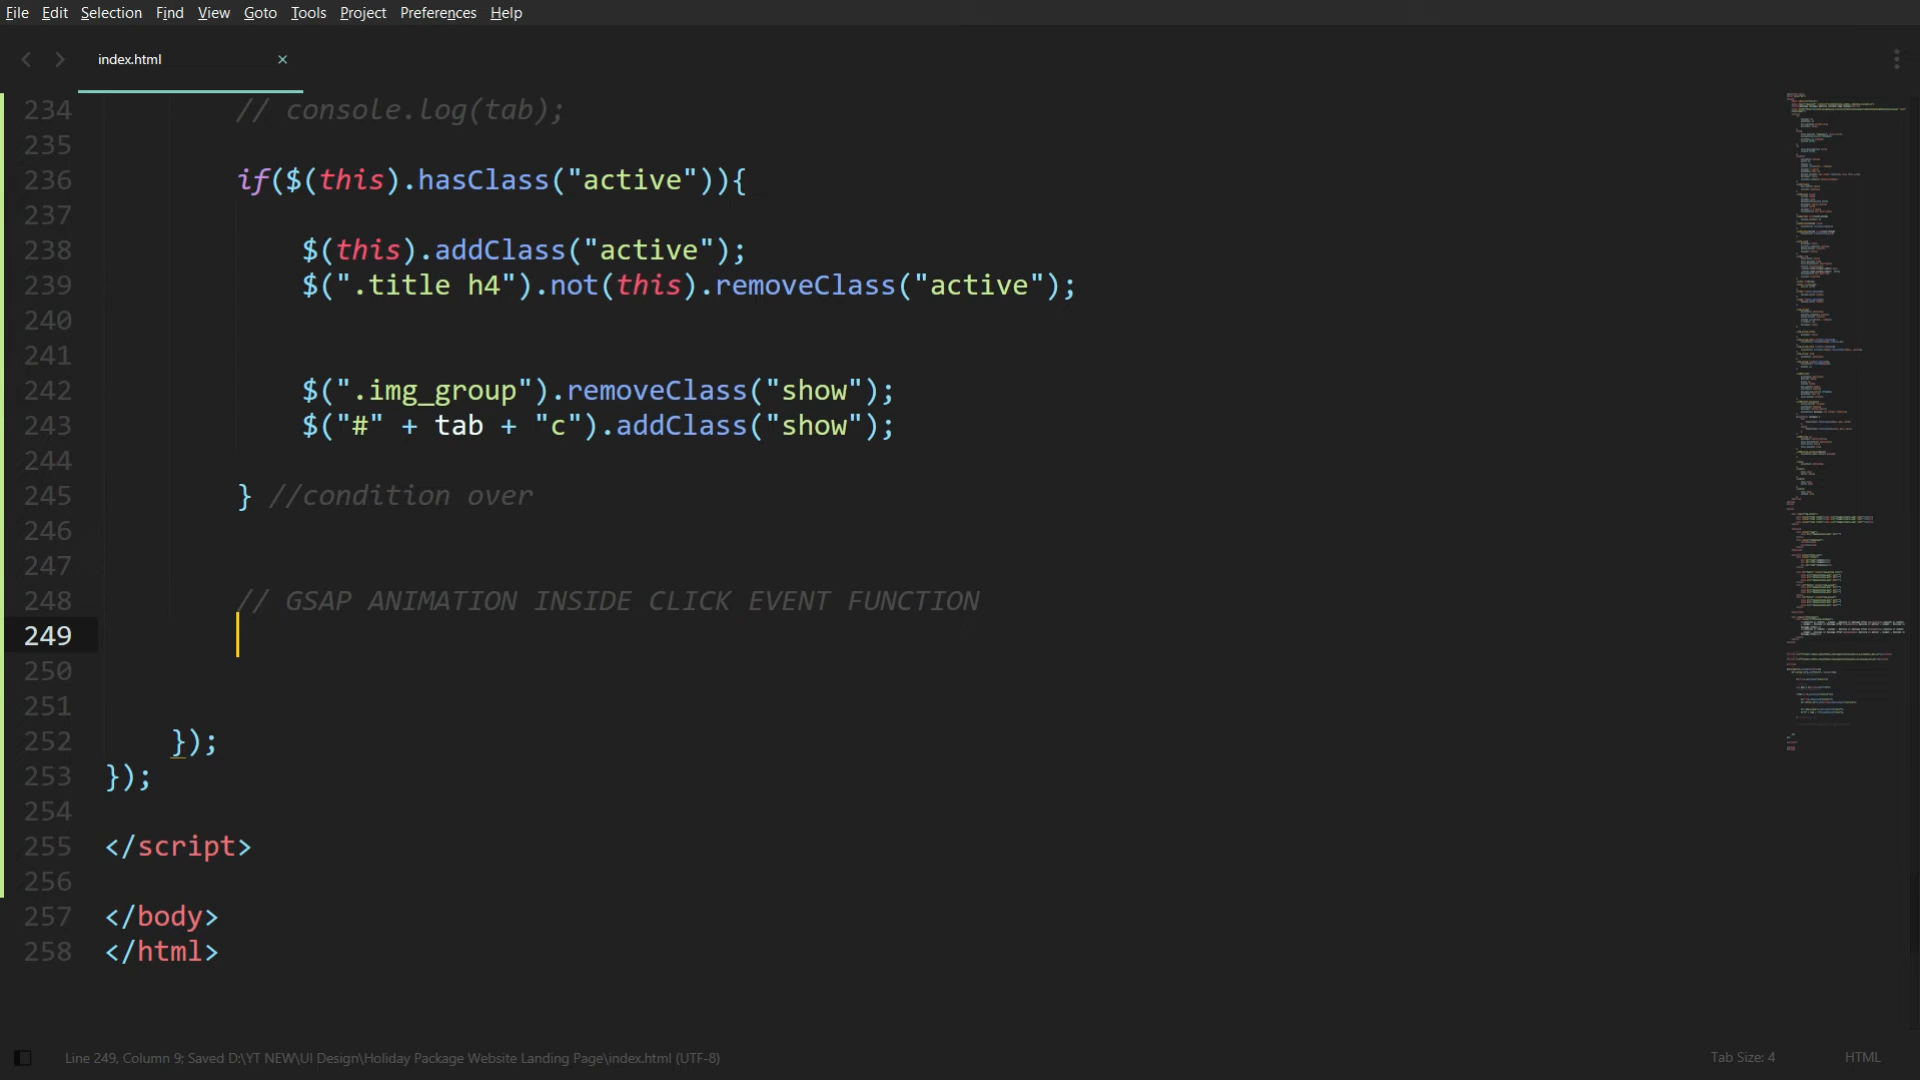 File Edit Selection Find View Goto Tools Project Preferences Help
index.html
234 // console.log(tab);
235
236 if($(this).hasClass("active")){
237
238 $(this).addClass("active");
239 $(".title h4").not(this).removeClass("active");
240
241
242 $(".img_group").removeClass("show");
243 $("#" + tab + "c").addClass("show");
244
245 } //condition over
246
247
248 // GSAP ANIMATION INSIDE CLICK EVENT FUNCTION
249
250
251
252 });
253 });
254
255 </script>
256
257 </body>
258 </html>
Line 249, Column 9; Saved D:\YT NEW\UI Design\Holiday Package Website Landing Page\index.html (UTF-8)
Tab Size: 4 HTML